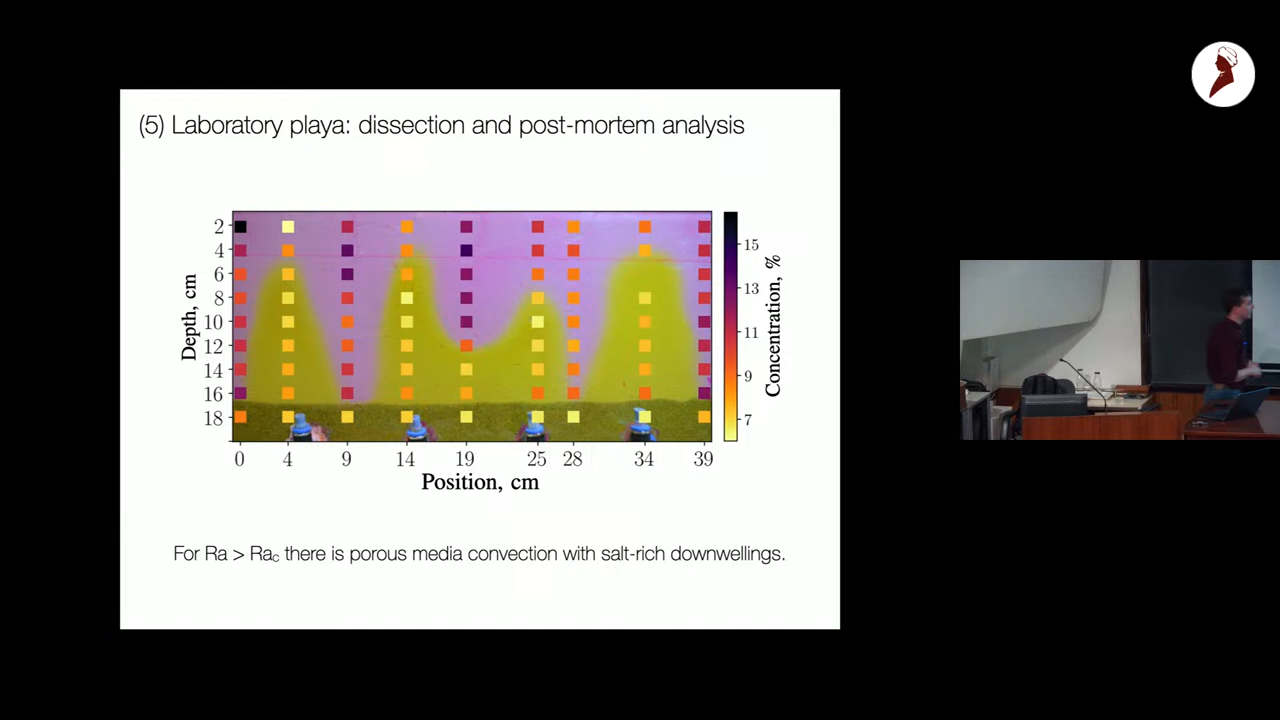 (5) Laboratory playa: dissection and post-mortem analysis
Depth, cm
2
4
6
8
10
12
14
16
18
0 4 9 14 19 25 28 34 39
Position, cm
15
13
11
9
7
Concentration, %
For Ra > Rac there is porous media convection with salt-rich downwellings.